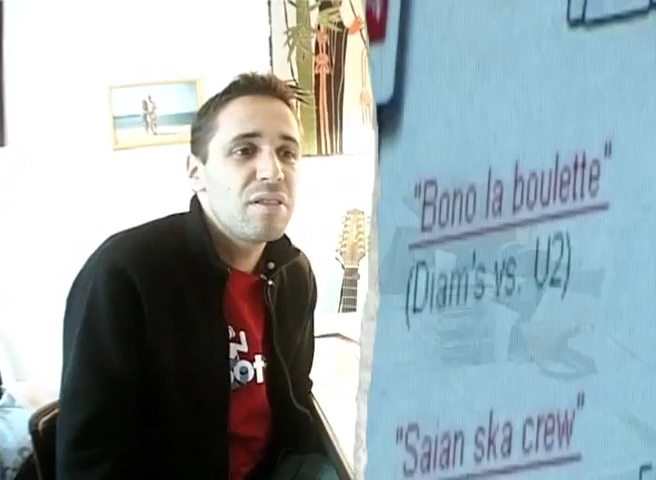 "Bono la boulette"
(Diam's vs. U2)
"Saian ska crew"